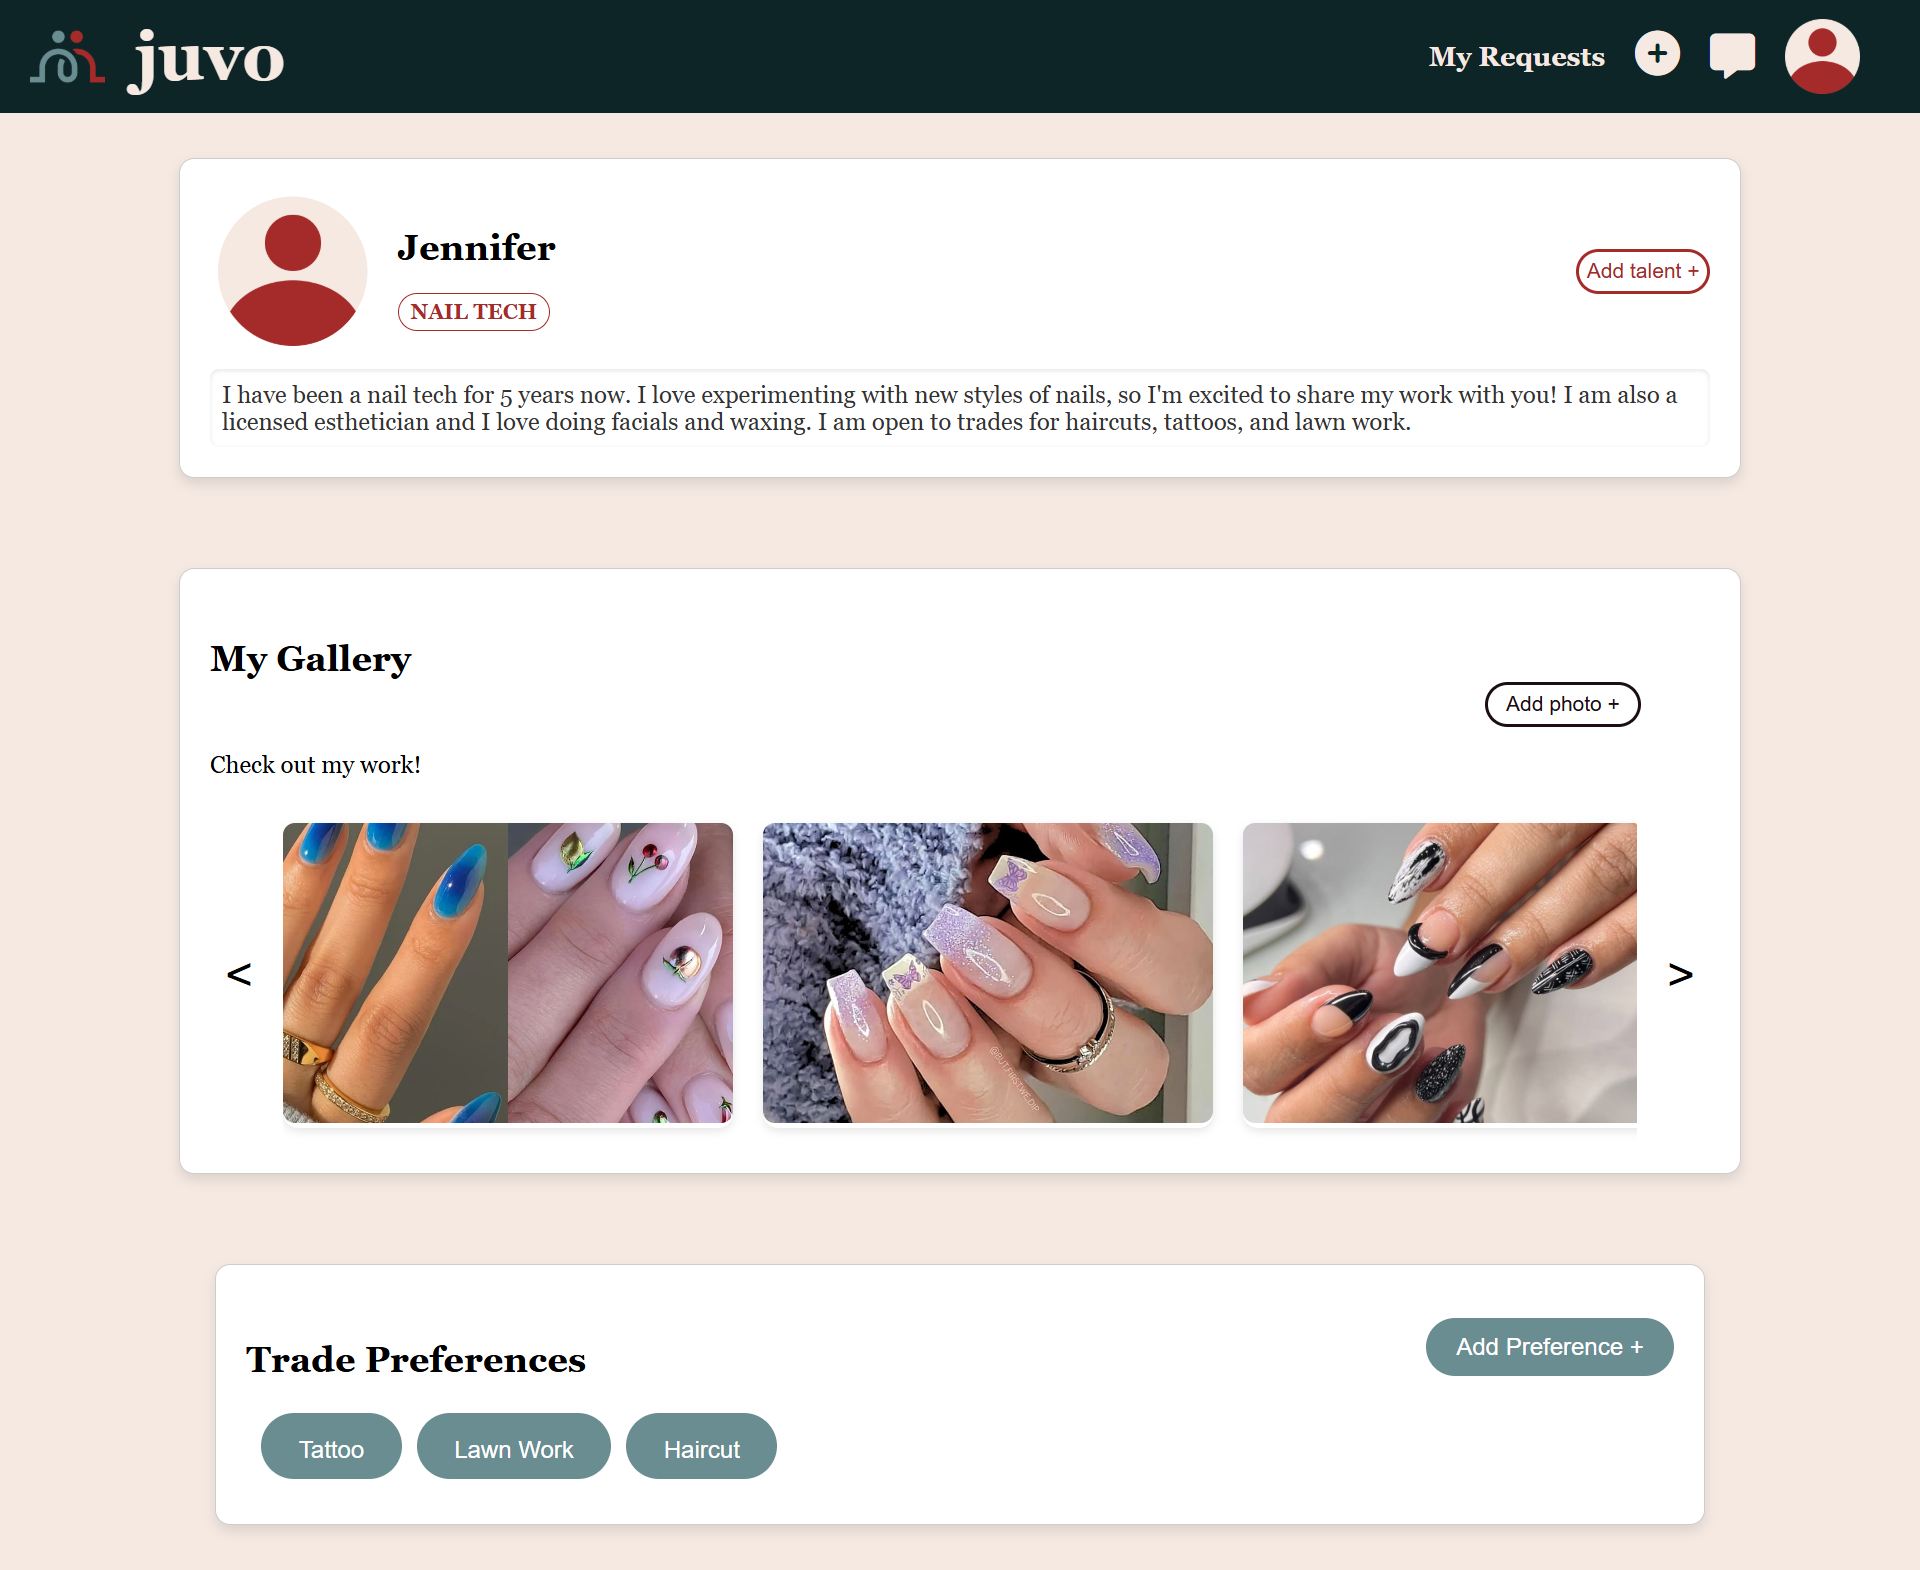 juvo
My Requests
Jennifer
NAIL TECH
Add talent +
I have been a nail tech for 5 years now. I love experimenting with new styles of nails, so I'm excited to share my work with you! I am also a
licensed esthetician and I love doing facials and waxing. I am open to trades for haircuts, tattoos, and lawn work.
My Gallery
Add photo +
Check out my work!
<
>
Trade Preferences
Add Preference +
Tattoo
Lawn Work
Haircut